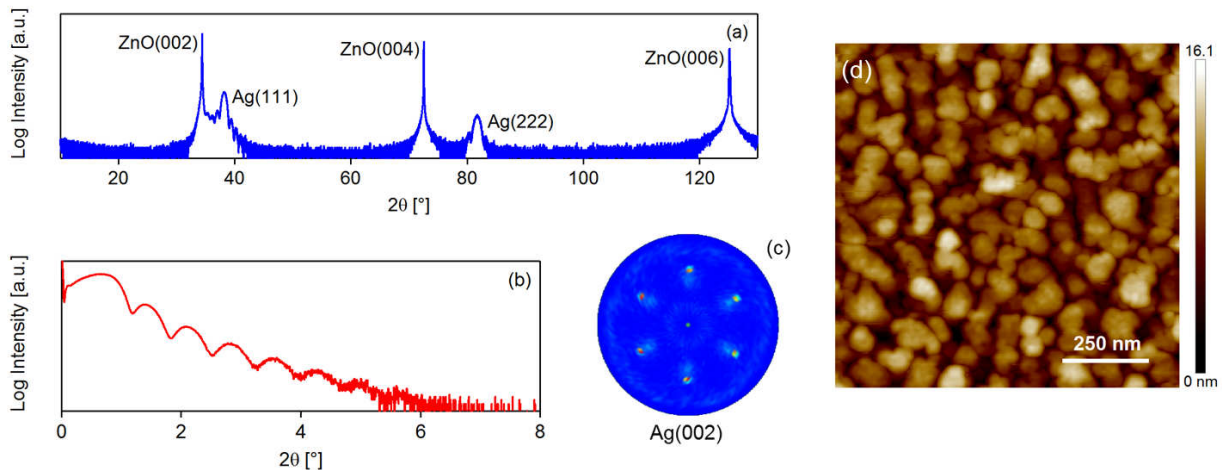 Log Intensity [a.u.]
ZnO(002)
Ag(111)
ZnO(004)
Ag(222)
ZnO(006)
(a)
20 40 60 80 100 120
2θ [°]
Log Intensity [a.u.]
(b)
0 2 4 6 8
2θ [°]
(c)
Ag(002)
(d)
250 nm
16.1
0 nm